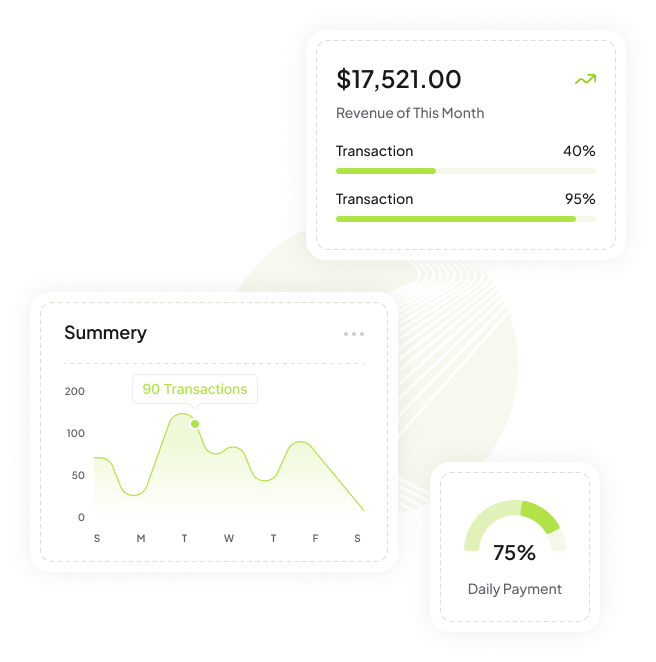 $17,521.00
Revenue of This Month
Transaction 40%
Transaction 95%
Summery
90 Transactions
200
100
50
0
S M T W T F S
75%
Daily Payment